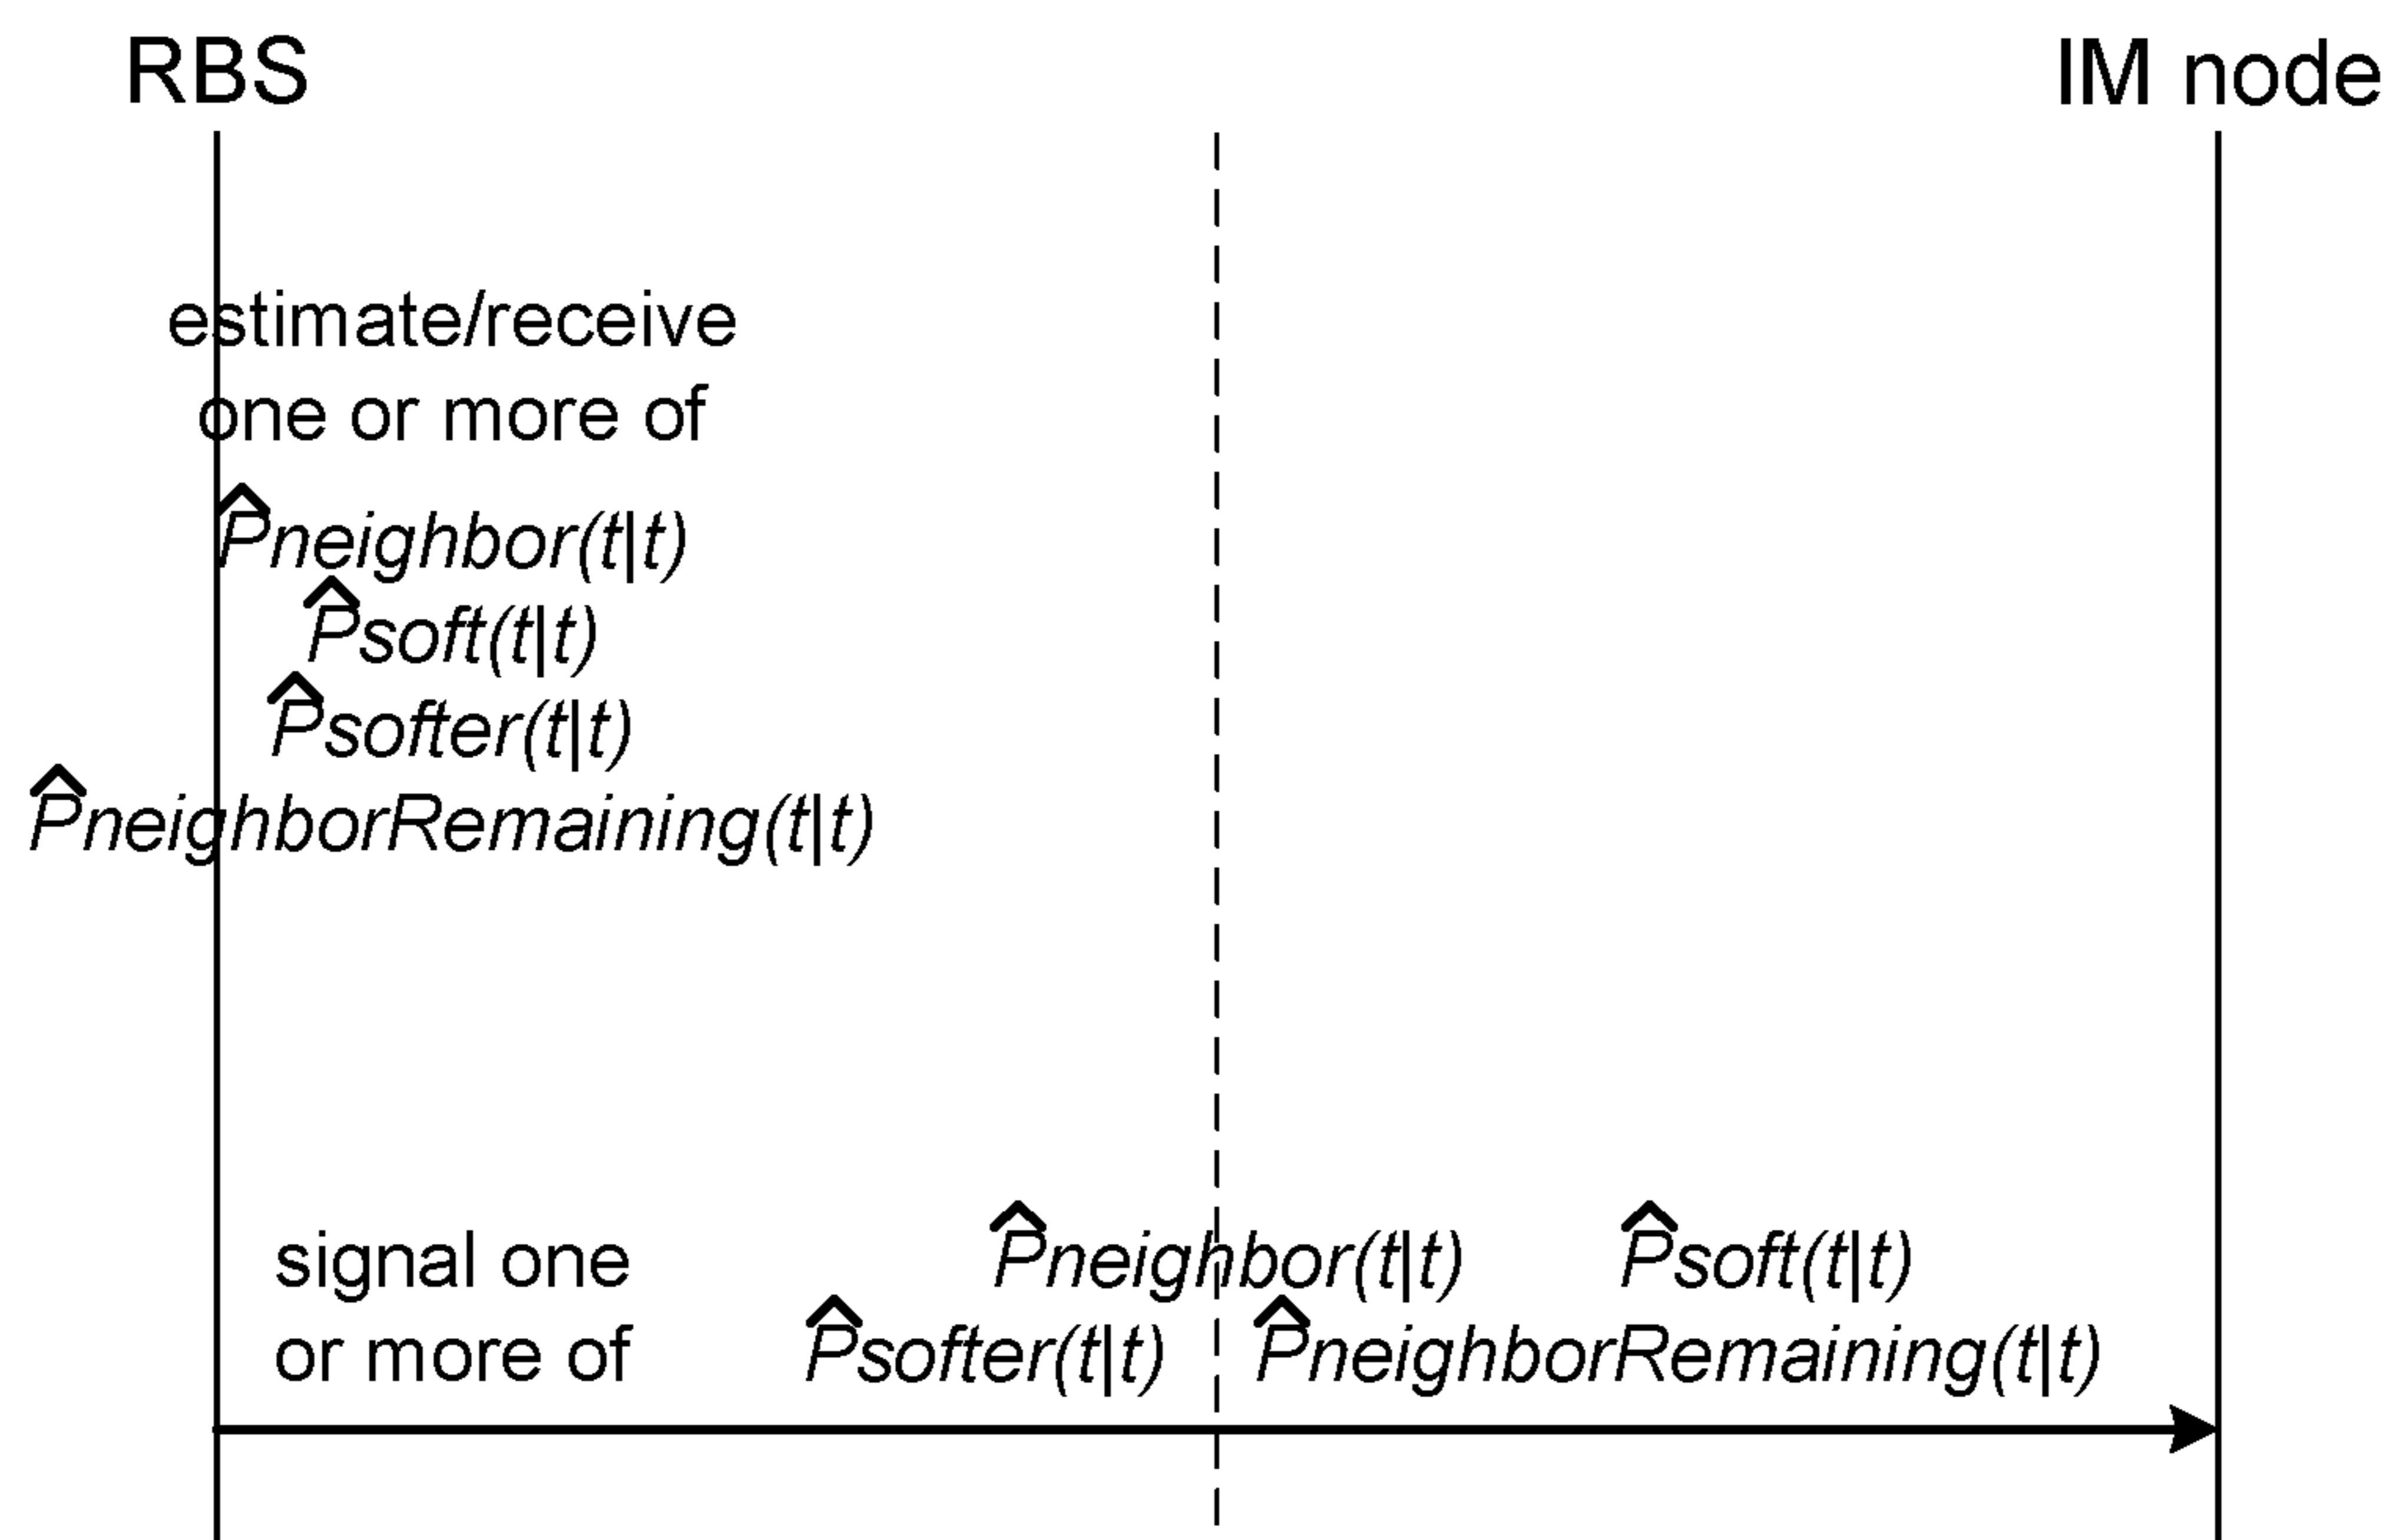 RBS IM node
estimate/receive
one or more of
P̂neighbor(t|t)
P̂soft(t|t)
P̂softer(t|t)
P̂neighborRemaining(t|t)
signal one P̂neighbor(t|t) P̂soft(t|t)
or more of P̂softer(t|t) P̂neighborRemaining(t|t)